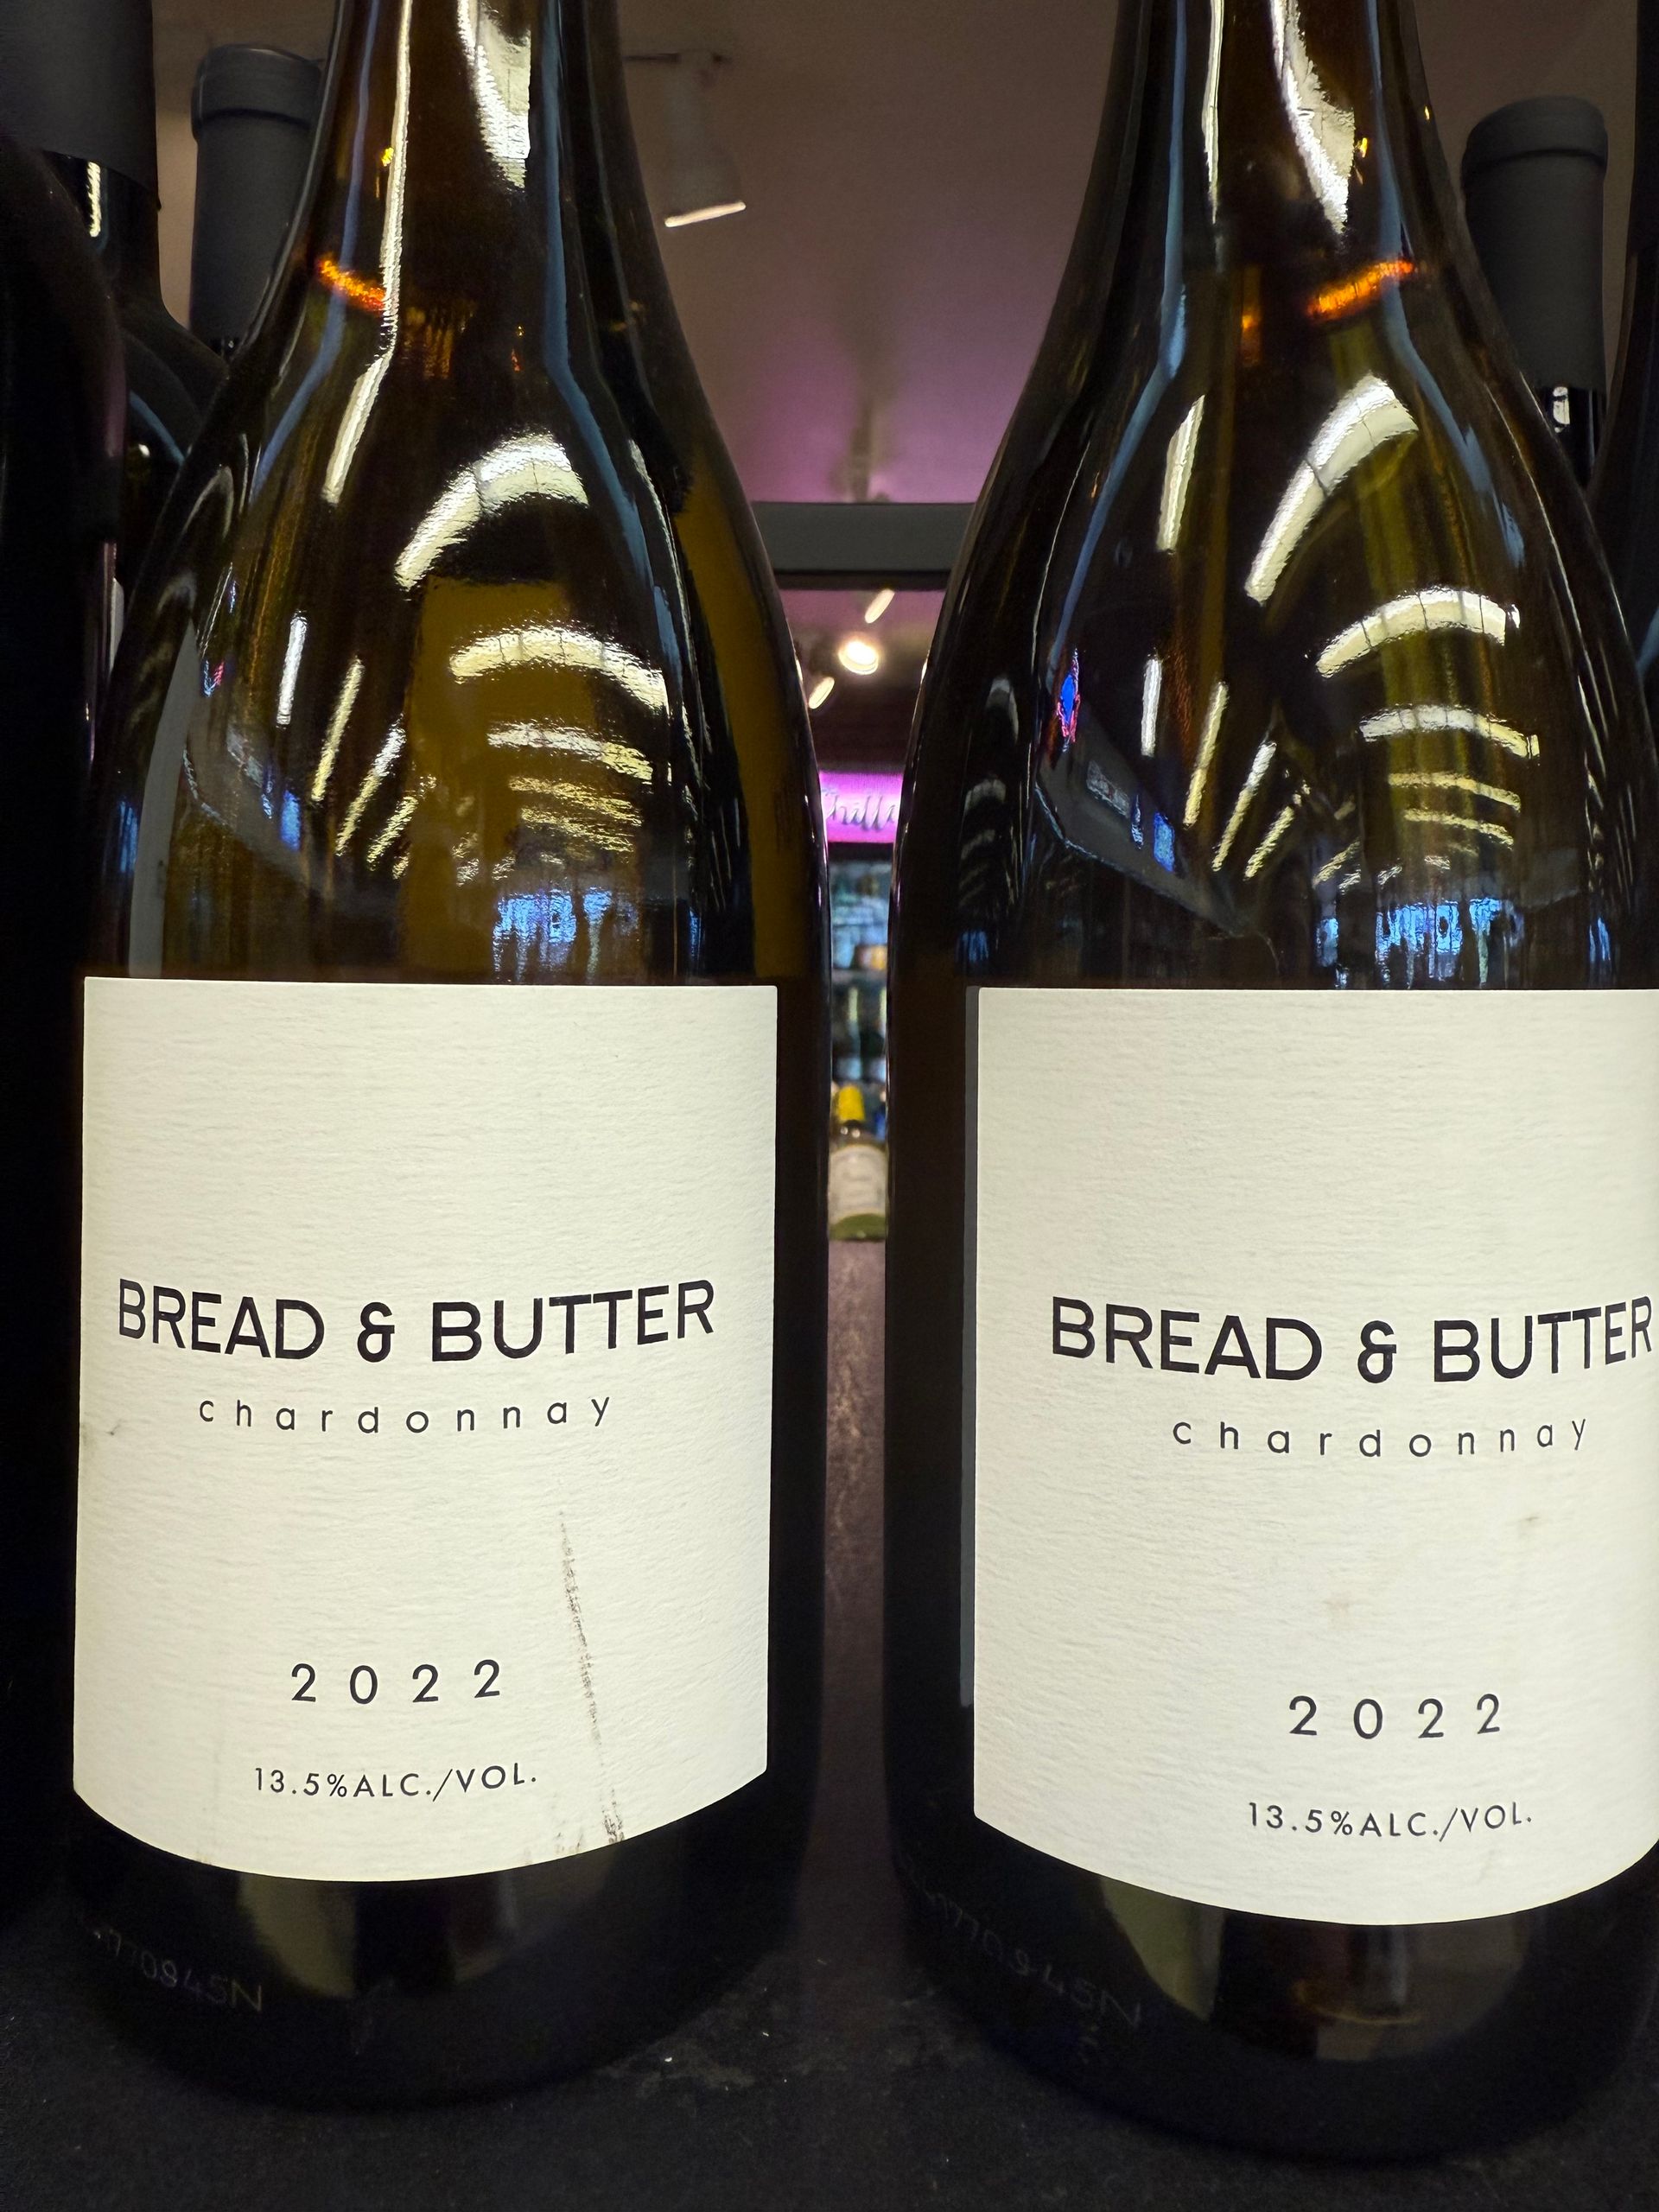 BREAD & BUTTER
chardonnay
2022
13.5%ALC./VOL.
BREAD & BUTTER
chardonnay
2022
13.5%ALC./VOL.